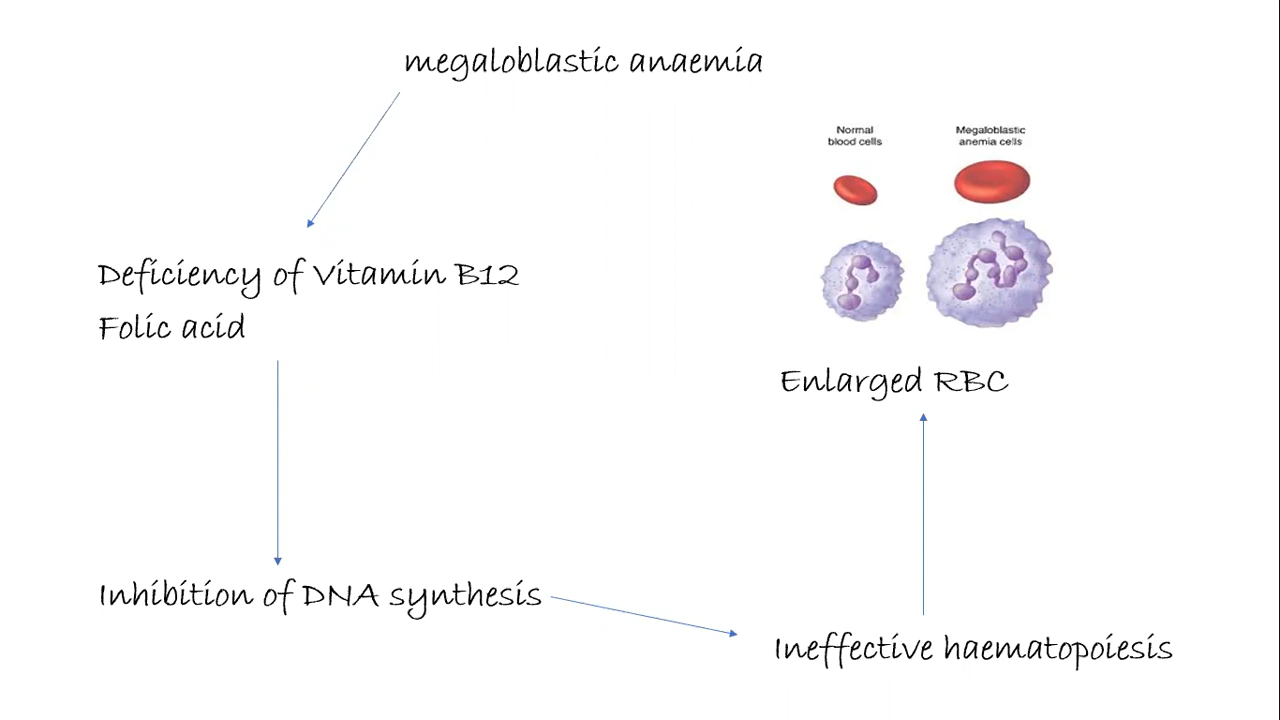 megaloblastic anaemia
Normal
blood cells
Megaloblastic
anemia cells
Deficiency of Vitamin B12
Folic acid
Enlarged RBC
Inhibition of DNA synthesis
Ineffective haematopoiesis